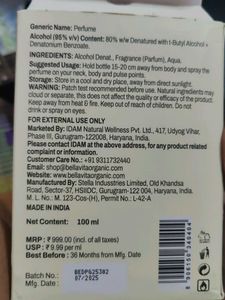 Generic Name: Perfume
Alcohol (95% v/v) Content: 80% w/w Denatured with t-Butyl Alcohol +
Denatonium Benzoate.
INGREDIENTS: Alcohol Denat., Fragrance (Parfum), Aqua.
Suggested Usage: Hold bottle 15-20 cm away from body and spray the
perfume on your neck, body and pulse points.
Storage: Store in a cool and dry place, away from direct sunlight.
WARNING: Patch test recommended before use. Natural ingredients may
cloud or separate, this does not affect the quality or efficacy of the product.
Keep away from heat & fire. Keep out of reach of children. Do not
drink or spray in eyes.
FOR EXTERNAL USE ONLY
Marketed By: IDAM Natural Wellness Pvt. Ltd., 417, Udyog Vihar,
Phase III, Gurugram-122008, Haryana, India.
Please contact IDAM at the above address for any product
related complaint or information:
Customer Care No.: +91 9311732440
Email: shop@bellavitaorganic.com
Website: www.bellavitaorganic.com
Manufactured By: Stella Industries Limited, Old Khandsa
Road, Sector-37, HSIIDC, Gurugram-122 004, Haryana, India.
M. L. No.: M. 123-Cos(H), Permit No.: L-42 A
MADE IN INDIA
Net Content: 100 ml
MRP : ₹ 999.00 (incl. of all taxes)
USP : ₹ 9.99 per ml
Best Before : 36 Months from Mfg. Date
Batch No.: BEDP625382
Mfg. Date : 07/2025
8 906150 340404